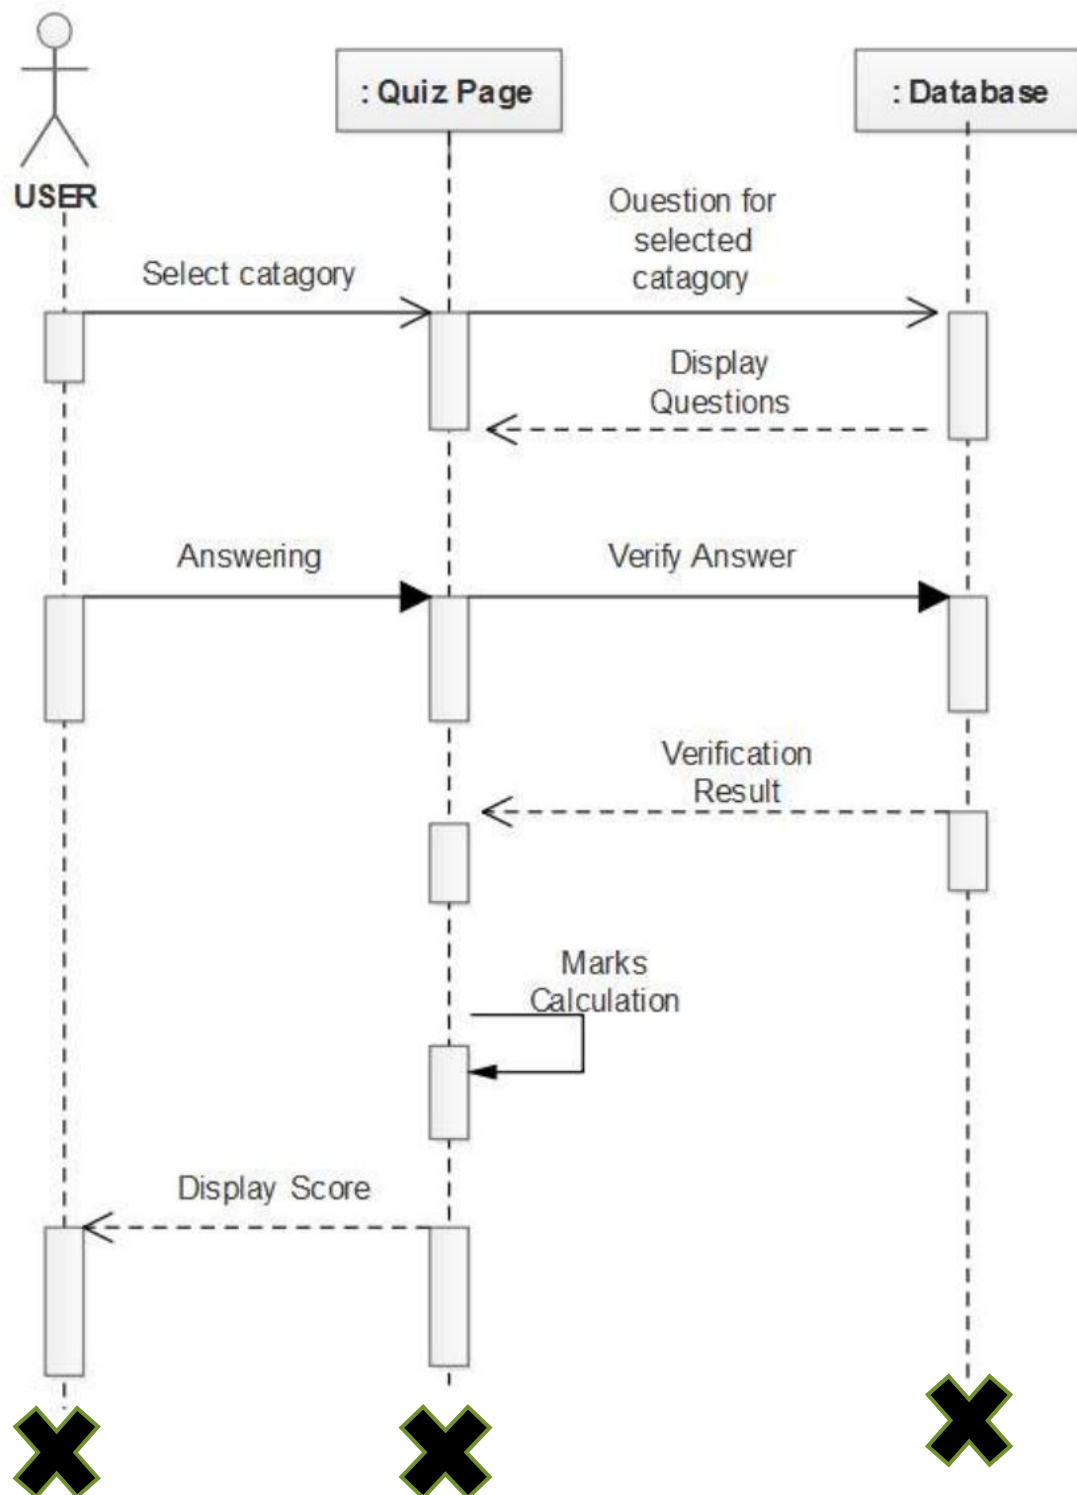 : Quiz Page
: Database
USER
Select catagory
Ouestion for
selected
catagory
Display
Questions
Answering
Verify Answer
Verification
Result
Marks
Calculation
Display Score